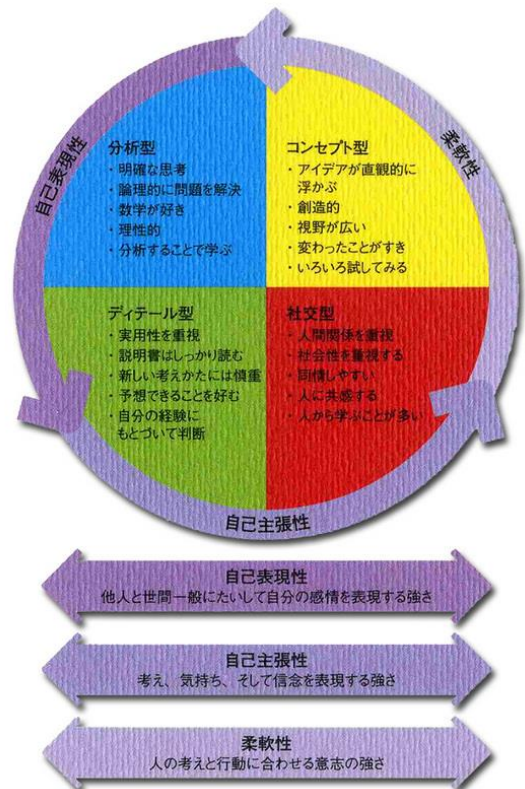 自己表現性
柔軟性
分析型
・明確な思考
・論理的に問題を解決
・数学が好き
・理性的
・分析することで学ぶ
コンセプト型
・アイデアが直観的に
浮かぶ
・創造的
・視野が広い
・変わったことがすき
・いろいろ試してみる
ディテール型
・実用性を重視
・説明書はしっかり読む
・新しい考えかたには慎重
・予想できることを好む
・自分の経験に
もとづいて判断
社交型
・人間関係を重視
・社会性を重視する
・同情しやすい
・人に共感する
・人から学ぶことが多い
自己主張性
自己表現性
他人と世間一般にたいして自分の感情を表現する強さ
自己主張性
考え、気持ち、そして信念を表現する強さ
柔軟性
人の考えと行動に合わせる意志の強さ